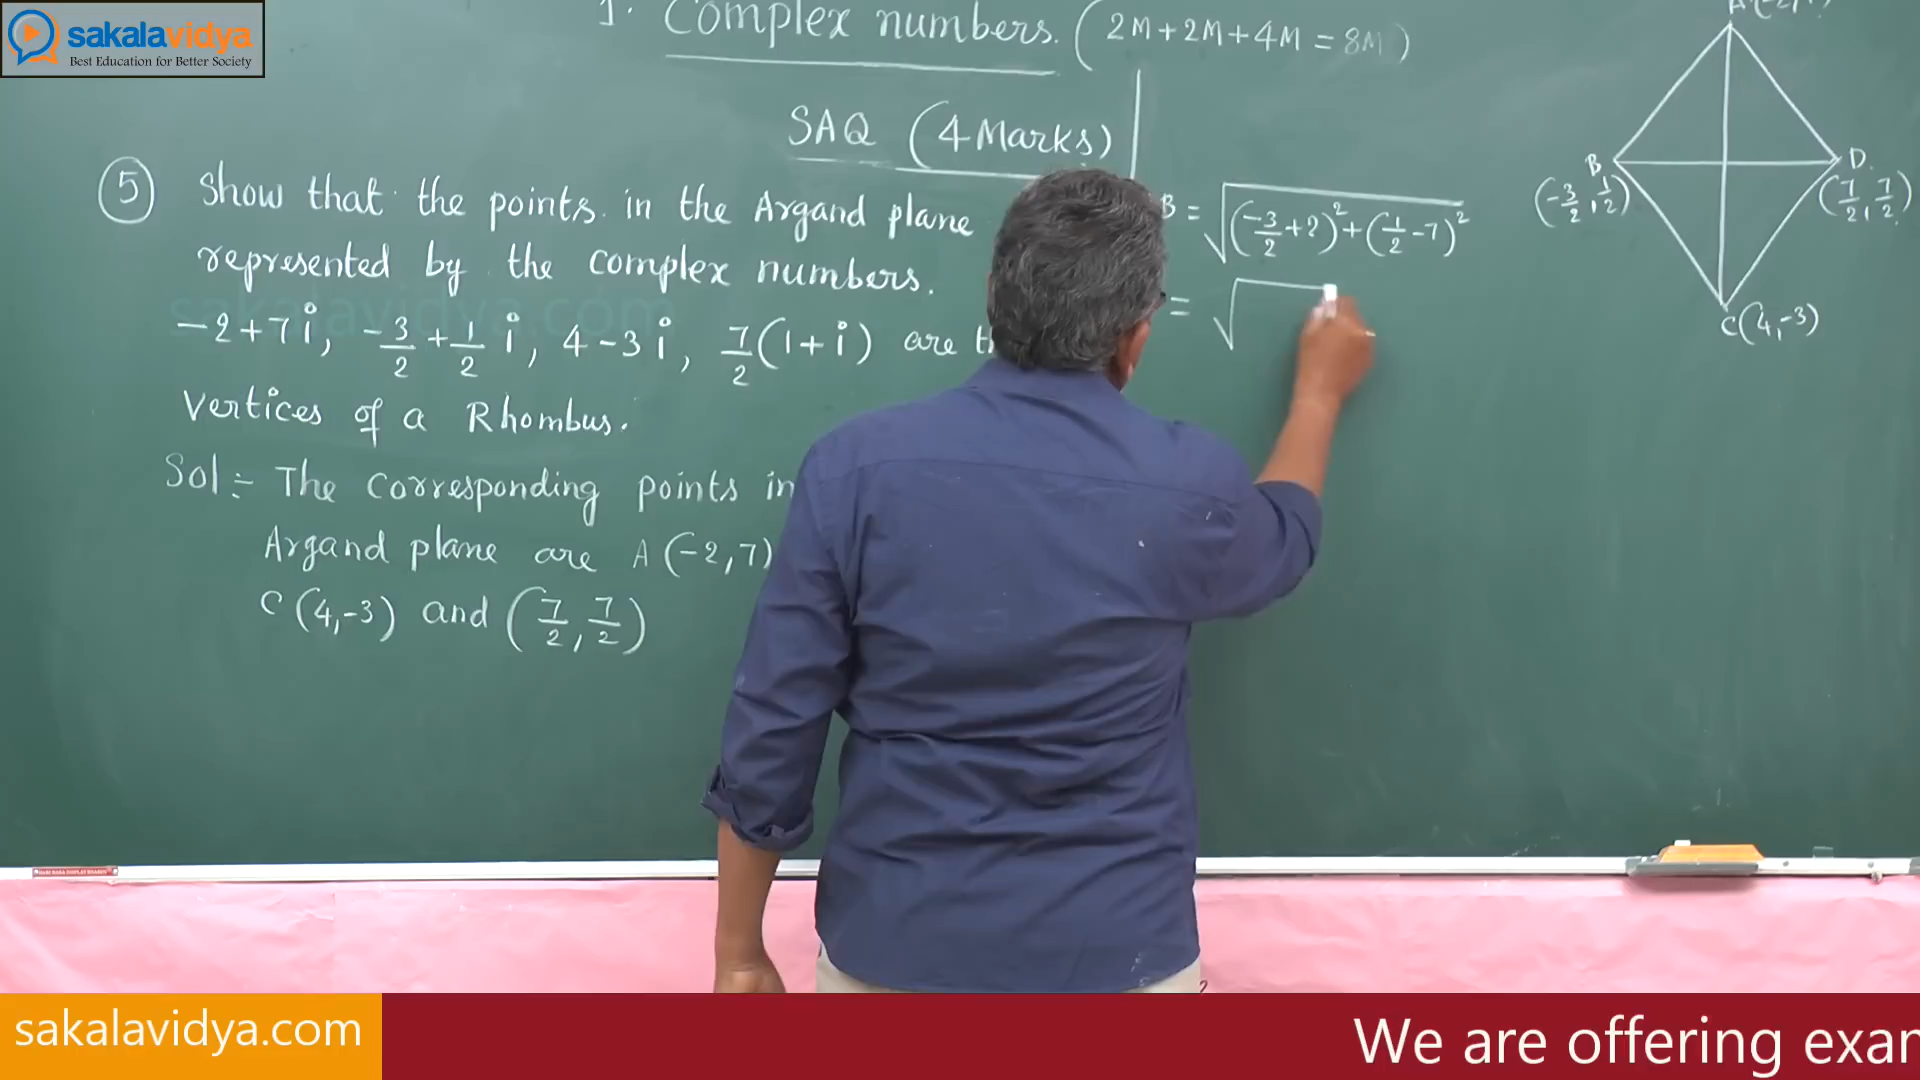 sakalavidya
Best Education for Better Society
1. Complex numbers. (2M+2M+4M = 8M)
SAQ (4 Marks)
5 Show that the points in the Argand plane
represented by the complex numbers.
-2+7i, -3/2+1/2 i, 4-3i, 7/2(1+i) are
Vertices of a Rhombus.
Sol :- The corresponding points in
Argand plane are A(-2,7)
C(4,-3) and (7/2, 7/2)
B = √((-3/2+2)²+(1/2-7)²)
= √
B
(-3/2, 1/2)
D.
(7/2, 7/2)
C(4,-3)
sakalavidya.com
We are offering